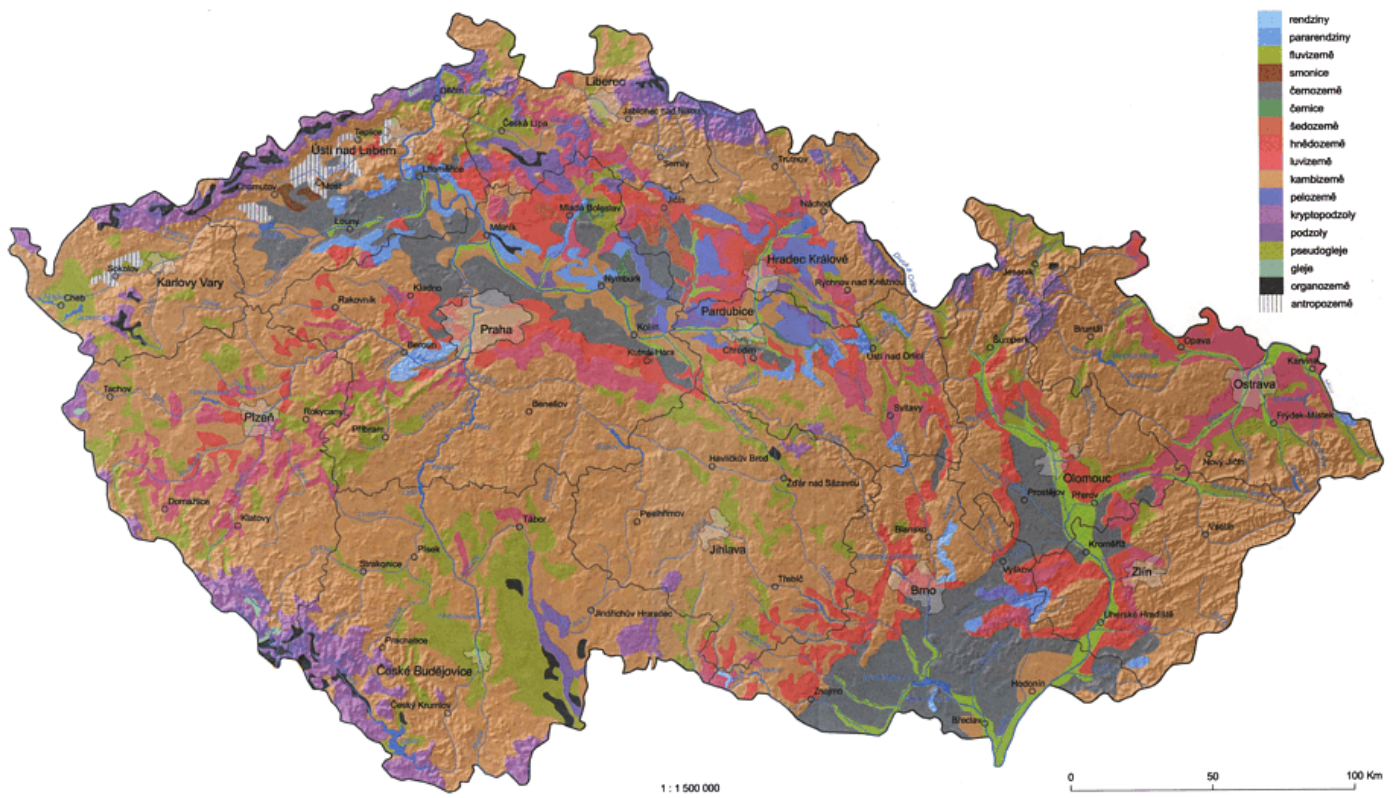 rendziny
pararendziny
fluvizemě
smonice
černozemě
černice
šedozemě
hnědozemě
luvizemě
kambizemě
pelozemě
kryptopodzoly
podzoly
pseudogleje
gleje
organozemě
antropozemě
Děčín
Liberec
Jablonec nad Nisou
Teplice
Ústí nad Labem
Česká Lípa
Semily
Trutnov
Chomutov
Most
Litoměřice
Louny
Mladá Boleslav
Jičín
Náchod
Mělník
Sokolov
Karlovy Vary
Cheb
Rakovník
Kladno
Nymburk
Hradec Králové
Rychnov nad Kněžnou
Divoká Orlice
Jeseník
Praha
Kolín
Pardubice
Beroun
Kutná Hora
Chrudim
Ústí nad Orlicí
Šumperk
Bruntál
Opava
Karviná
Ostrava
Tachov
Plzeň
Rokycany
Příbram
Benešov
Svitavy
Frýdek-Místek
Havlíčkův Brod
Žďár nad Sázavou
Olomouc
Nový Jičín
Domažlice
Klatovy
Prostějov
Přerov
Tábor
Pelhřimov
Jihlava
Blansko
Vsetín
Písek
Strakonice
Třebíč
Kroměříž
Vyškov
Zlín
Brno
Jindřichův Hraradec
Uherské Hradiště
Prachatice
České Budějovice
Český Krumlov
Znojmo
Hodonín
Břeclav
1 : 1 500 000
0 50 100 Km